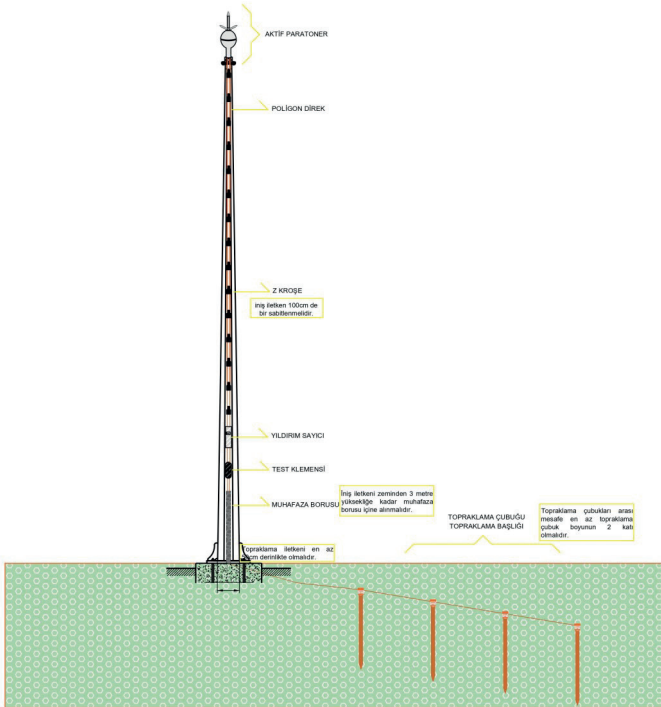 AKTİF PARATONER
POLİGON DİREK
Z KROŞE
iniş iletken 100cm de
bir sabitlenmelidir.
YILDIRIM SAYICI
TEST KLEMENSİ
MUHAFAZA BORUSU
İniş iletkeni zeminden 3 metre
yüksekliğe kadar muhafaza
borusu içine alınmalıdır.
TOPRAKLAMA ÇUBUĞU
TOPRAKLAMA BAŞLIĞI
Topraklama çubukları arası
mesafe en az topraklama
çubuk boyunun 2 katı
olmalıdır.
Topraklama iletkeni en az
derinlikte olmalıdır.